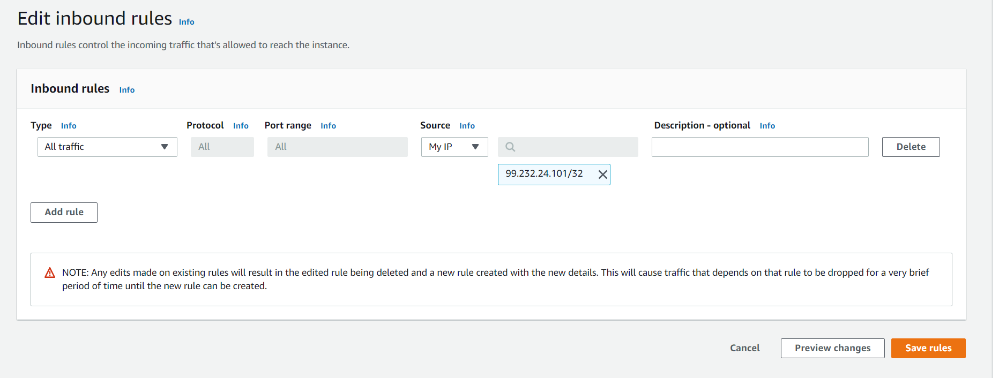 Edit inbound rules Info
Inbound rules control the incoming traffic that's allowed to reach the instance.
Inbound rules Info
Type Info Protocol Info Port range Info Source Info Description - optional Info
All traffic All All My IP Delete
99.232.24.101/32
Add rule
NOTE: Any edits made on existing rules will result in the edited rule being deleted and a new rule created with the new details. This will cause traffic that depends on that rule to be dropped for a very brief
period of time until the new rule can be created.
Cancel Preview changes Save rules